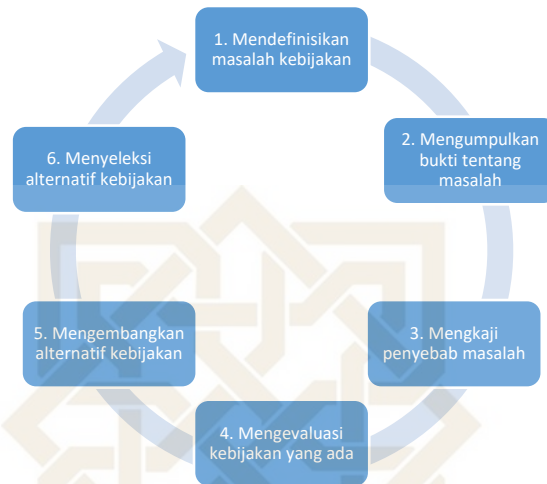 1. Mendefinisikan
masalah kebijakan
2. Mengumpulkan
bukti tentang
masalah
3. Mengkaji
penyebab masalah
4. Mengevaluasi
kebijakan yang ada
5. Mengembangkan
alternatif kebijakan
6. Menyeleksi
alternatif kebijakan